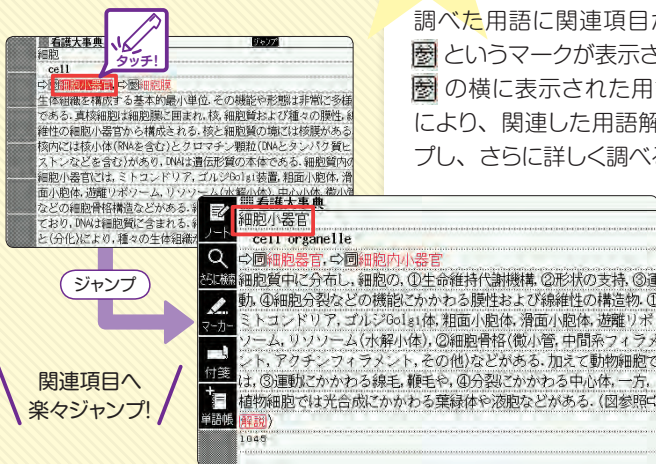 看護大事典 ジャンプ
細胞
cell
⇨参細胞小器官,⇨参細胞膜
生体組織を構成する基本的最小単位.その機能や形態は非常に多様
である.真核細胞は細胞膜に囲まれ,核,細胞質および種々の膜性,
維性の細胞小器官から構成される.核と細胞質の境には核膜がある
核内には核小体(RNAを含む)とクロマチン顆粒(DNAとタンパク質ヒ
ストンなどを含む)があり,DNAは遺伝形質の本体である.細胞質内の
細胞小器官には,ミトコンドリア,ゴルジGolgi装置,粗面小胞体,滑
面小胞体,遊離リボソーム,リソソーム(水解小体),中心小体,微小
などの細胞骨格構造などがある.
ており,DNAは細胞質に含まれる.
と(分化)により,種々の生体組織
タッチ!
ジャンプ
関連項目へ
楽々ジャンプ!
調べた用語に関連項目が
参というマークが表示さ
参の横に表示された用
により、関連した用語解
プし、さらに詳しく調べる
看護大事典
細胞小器官
cell organelle
⇨同細胞器官,⇨同細胞内小器官
細胞質中に分布し,細胞の,①生命維持代謝機構,②形状の支持,③運
動,④細胞分裂などの機能にかかわる膜性および線維性の構造物.①
ミトコンドリア,ゴルジGolgi体,粗面小胞体,滑面小胞体,遊離リボ
ソーム,リソソーム(水解小体),②細胞骨格(微小管,中間系フィラメ
ント,アクチンフィラメント,その他)などがある.加えて動物細胞で
は,③運動にかかわる線毛,鞭毛や,④分裂にかかわる中心体,一方,
植物細胞では光合成にかかわる葉緑体や液胞などがある.(図参照⇨
解説)
1045
ノート
さらに検索
マーカー
付箋
単語帳